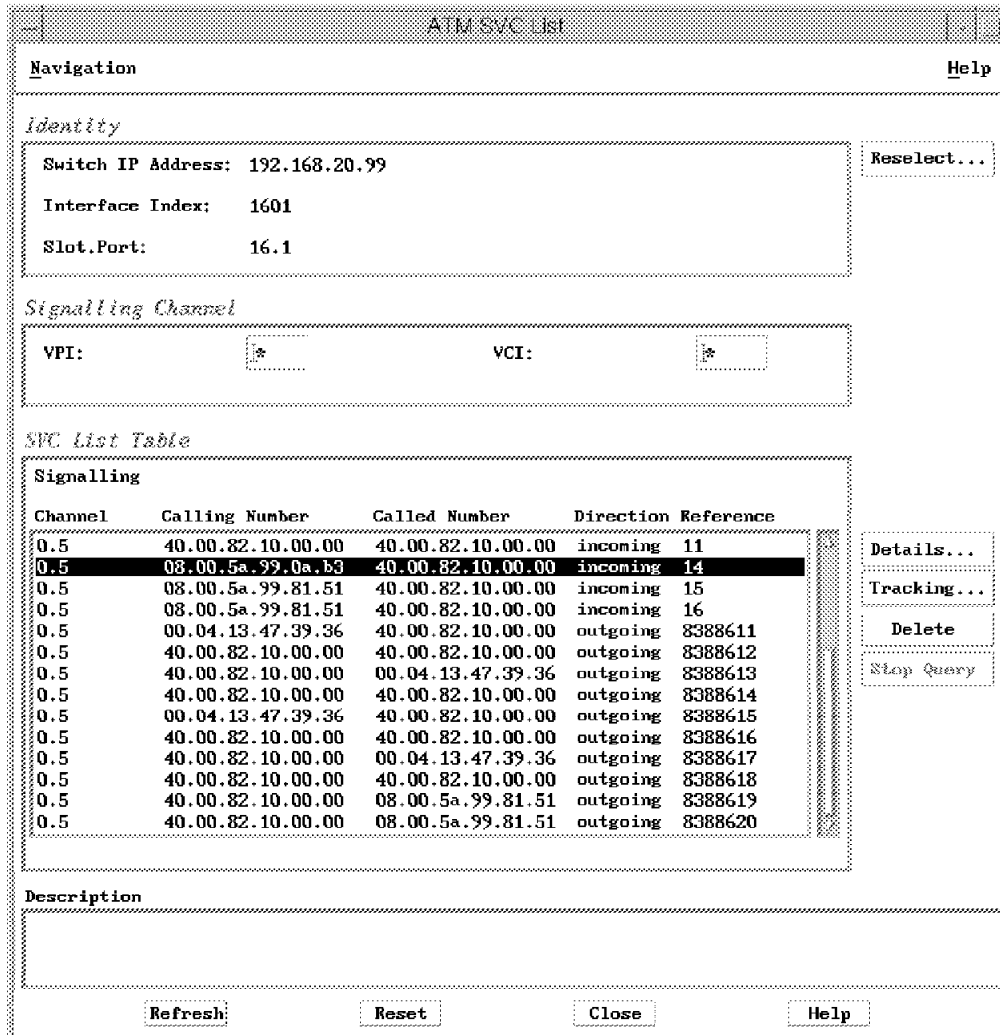 ATM SVC List
Navigation Help
Identity
Switch IP Address: 192.168.20.99
Reselect...
Interface Index: 1601
Slot.Port: 16.1
Signalling Channel
VPI: * VCI: *
SVC List Table
Signalling
Channel Calling Number Called Number Direction Reference
0.5 40.00.82.10.00.00 40.00.82.10.00.00 incoming 11
0.5 08.00.5a.99.0a.b3 40.00.82.10.00.00 incoming 14
0.5 08.00.5a.99.81.51 40.00.82.10.00.00 incoming 15
0.5 08.00.5a.99.81.51 40.00.82.10.00.00 incoming 16
0.5 00.04.13.47.39.36 40.00.82.10.00.00 outgoing 8388611
0.5 40.00.82.10.00.00 40.00.82.10.00.00 outgoing 8388612
0.5 40.00.82.10.00.00 00.04.13.47.39.36 outgoing 8388613
0.5 40.00.82.10.00.00 40.00.82.10.00.00 outgoing 8388614
0.5 00.04.13.47.39.36 40.00.82.10.00.00 outgoing 8388615
0.5 40.00.82.10.00.00 40.00.82.10.00.00 outgoing 8388616
0.5 40.00.82.10.00.00 00.04.13.47.39.36 outgoing 8388617
0.5 40.00.82.10.00.00 40.00.82.10.00.00 outgoing 8388618
0.5 40.00.82.10.00.00 08.00.5a.99.81.51 outgoing 8388619
0.5 40.00.82.10.00.00 08.00.5a.99.81.51 outgoing 8388620
Details...
Tracking...
Delete
Stop Query
Description
Refresh Reset Close Help